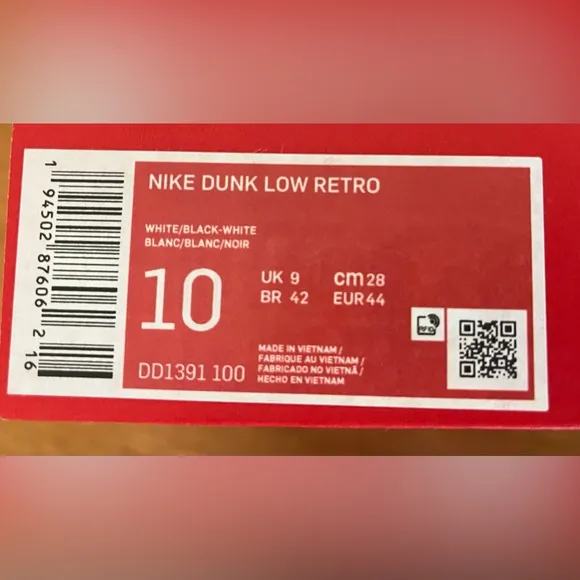 NIKE DUNK LOW RETRO
WHITE/BLACK-WHITE
BLANC/BLANC/NOIR
10
UK 9
cm 28
BR 42
EUR 44
DD1391 100
MADE IN VIETNAM /
FABRIQUE AU VIETNAM /
FABRICADO NO VIETNÃ /
HECHO EN VIETNAM
1 94502 87606 2 16